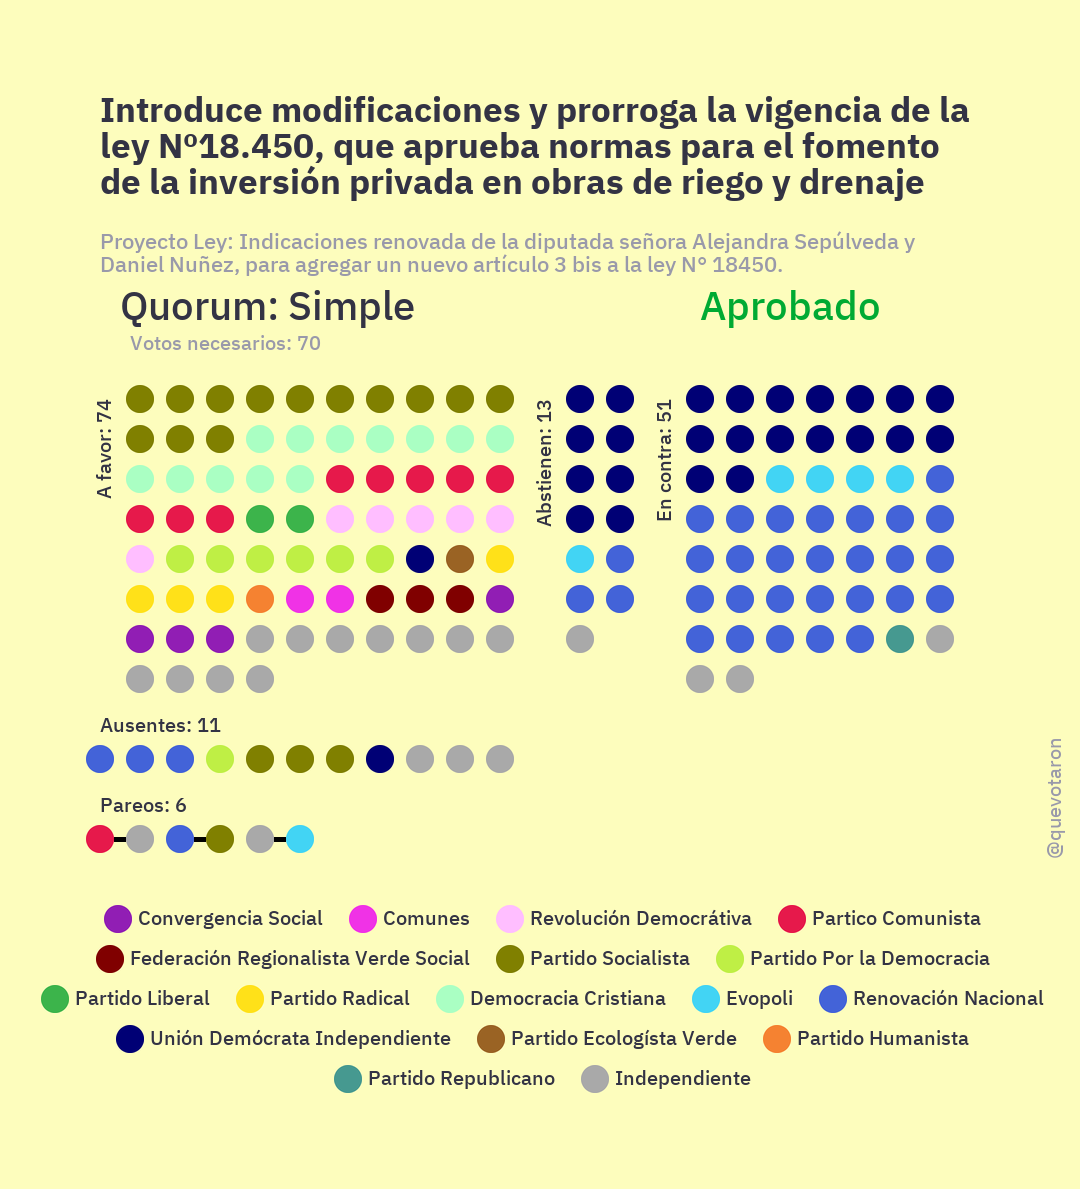 Introduce modificaciones y prorroga la vigencia de la
ley Nº18.450, que aprueba normas para el fomento
de la inversión privada en obras de riego y drenaje
Proyecto Ley: Indicaciones renovada de la diputada señora Alejandra Sepúlveda y
Daniel Nuñez, para agregar un nuevo artículo 3 bis a la ley N° 18450.
Quorum: Simple
Aprobado
Votos necesarios: 70
A favor: 74
Abstienen: 13
En contra: 51
Ausentes: 11
Pareos: 6
@quevotaron
Convergencia Social
Comunes
Revolución Democrátiva
Partico Comunista
Federación Regionalista Verde Social
Partido Socialista
Partido Por la Democracia
Partido Liberal
Partido Radical
Democracia Cristiana
Evopoli
Renovación Nacional
Unión Demócrata Independiente
Partido Ecologísta Verde
Partido Humanista
Partido Republicano
Independiente